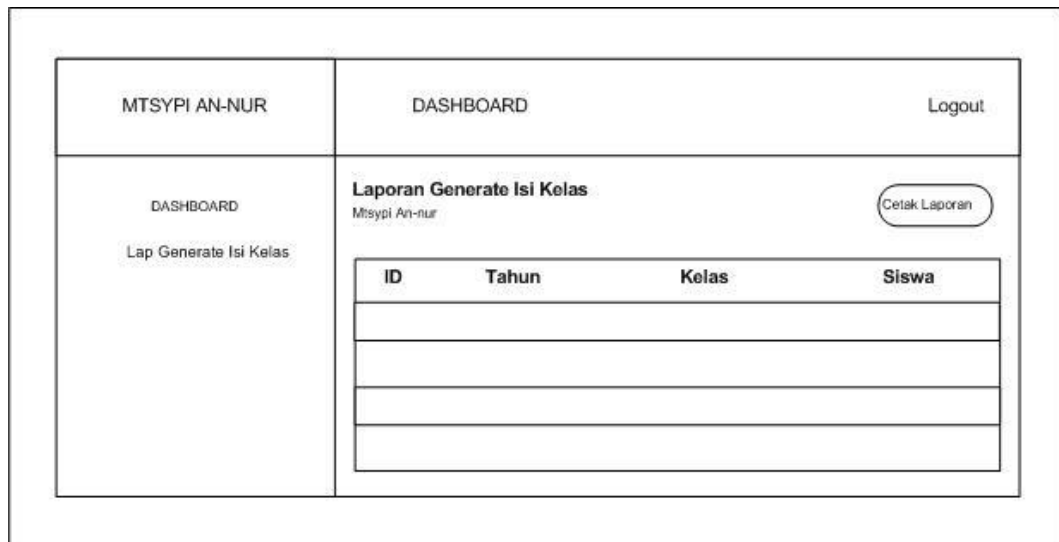 MTSYPI AN-NUR
DASHBOARD
Logout
DASHBOARD
Lap Generate Isi Kelas
Laporan Generate Isi Kelas
Mtsypi An-nur
Cetak Laporan
ID Tahun Kelas Siswa